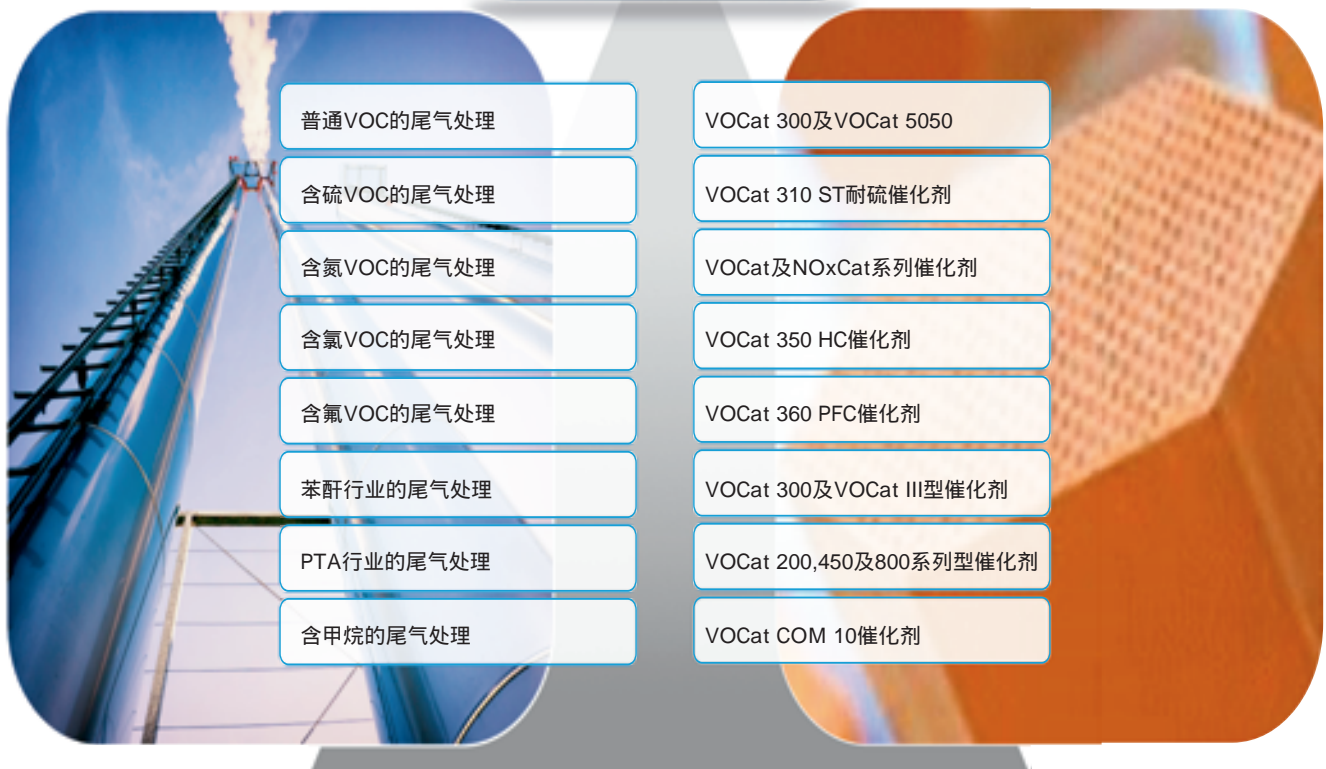 普通VOC的尾气处理
VOCat 300及VOCat 5050
含硫VOC的尾气处理
VOCat 310 ST耐硫催化剂
含氮VOC的尾气处理
VOCat及NOxCat系列催化剂
含氯VOC的尾气处理
VOCat 350 HC催化剂
含氟VOC的尾气处理
VOCat 360 PFC催化剂
苯酐行业的尾气处理
VOCat 300及VOCat III型催化剂
PTA行业的尾气处理
VOCat 200,450及800系列型催化剂
含甲烷的尾气处理
VOCat COM 10催化剂